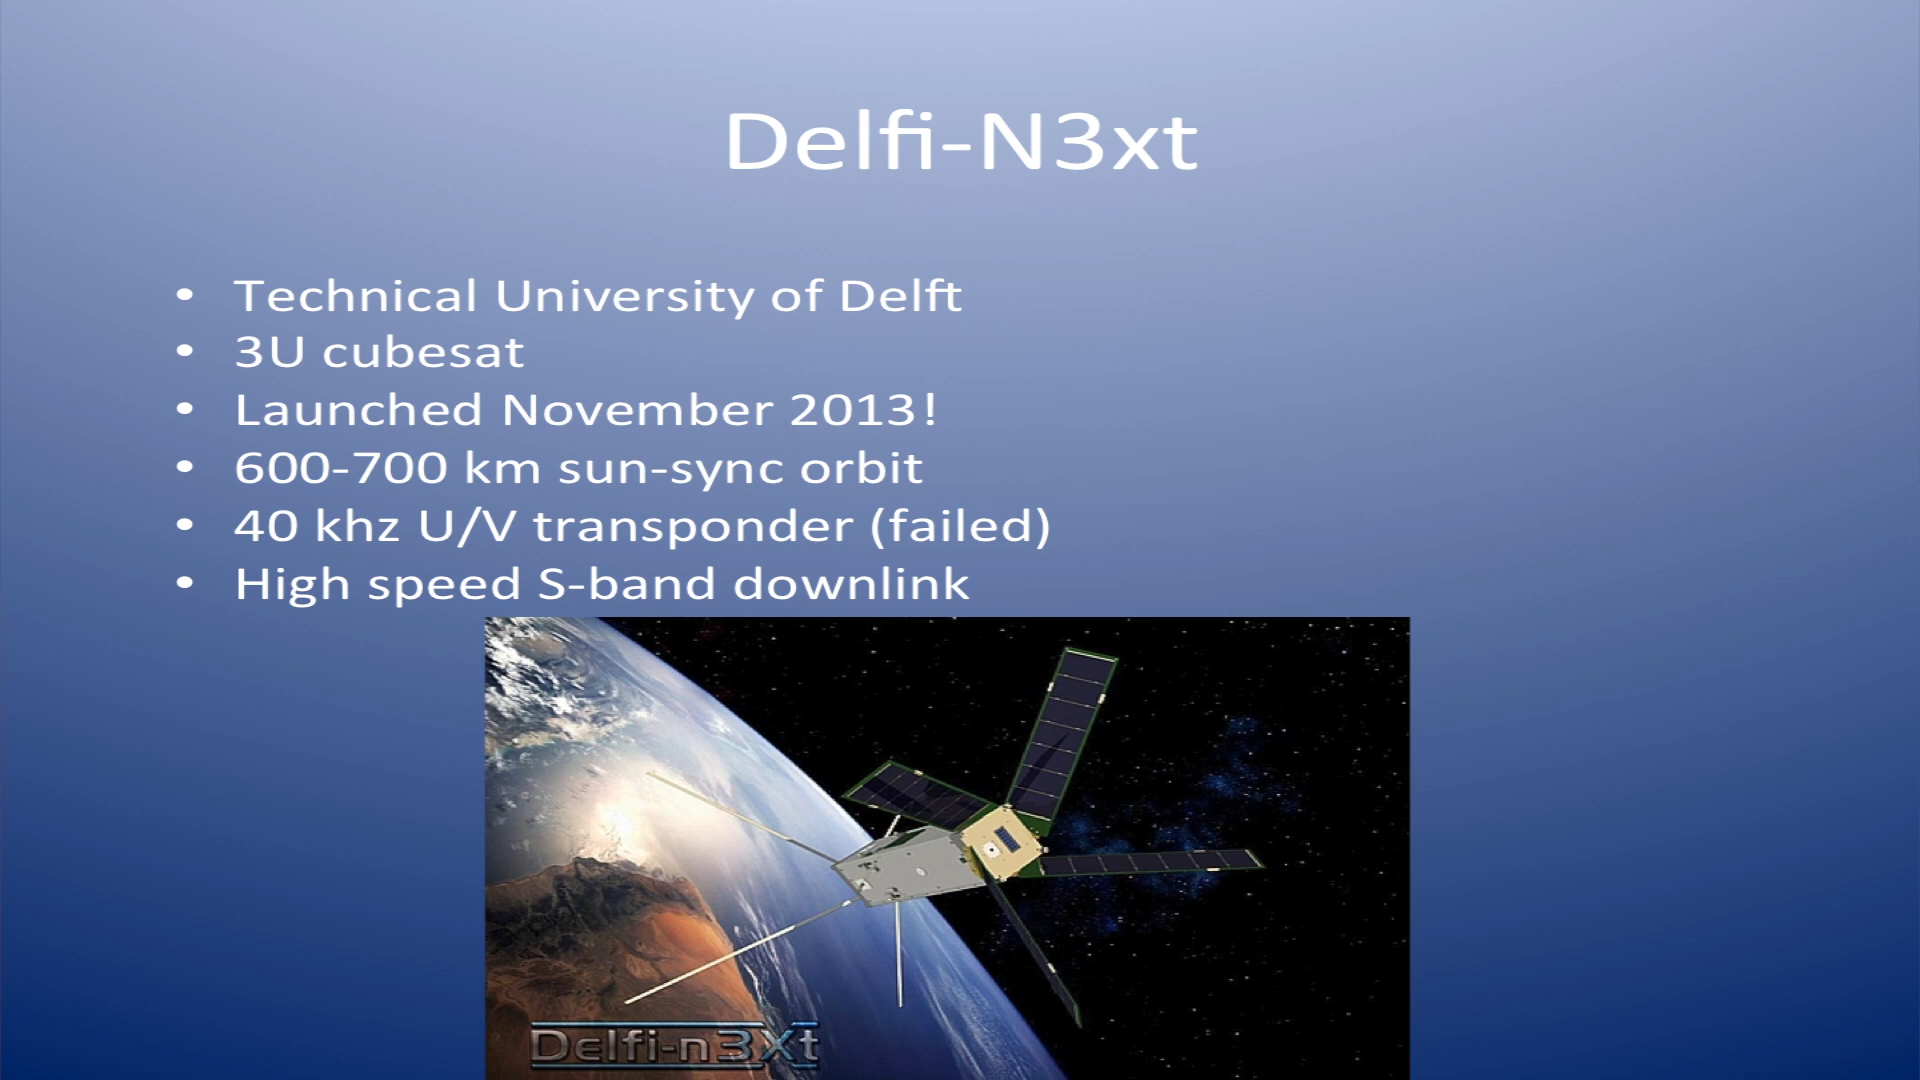 Delfi-N3xt
• Technical University of Delft
• 3U cubesat
• Launched November 2013!
• 600-700 km sun-sync orbit
• 40 khz U/V transponder (failed)
• High speed S-band downlink
Delfi-n3Xt